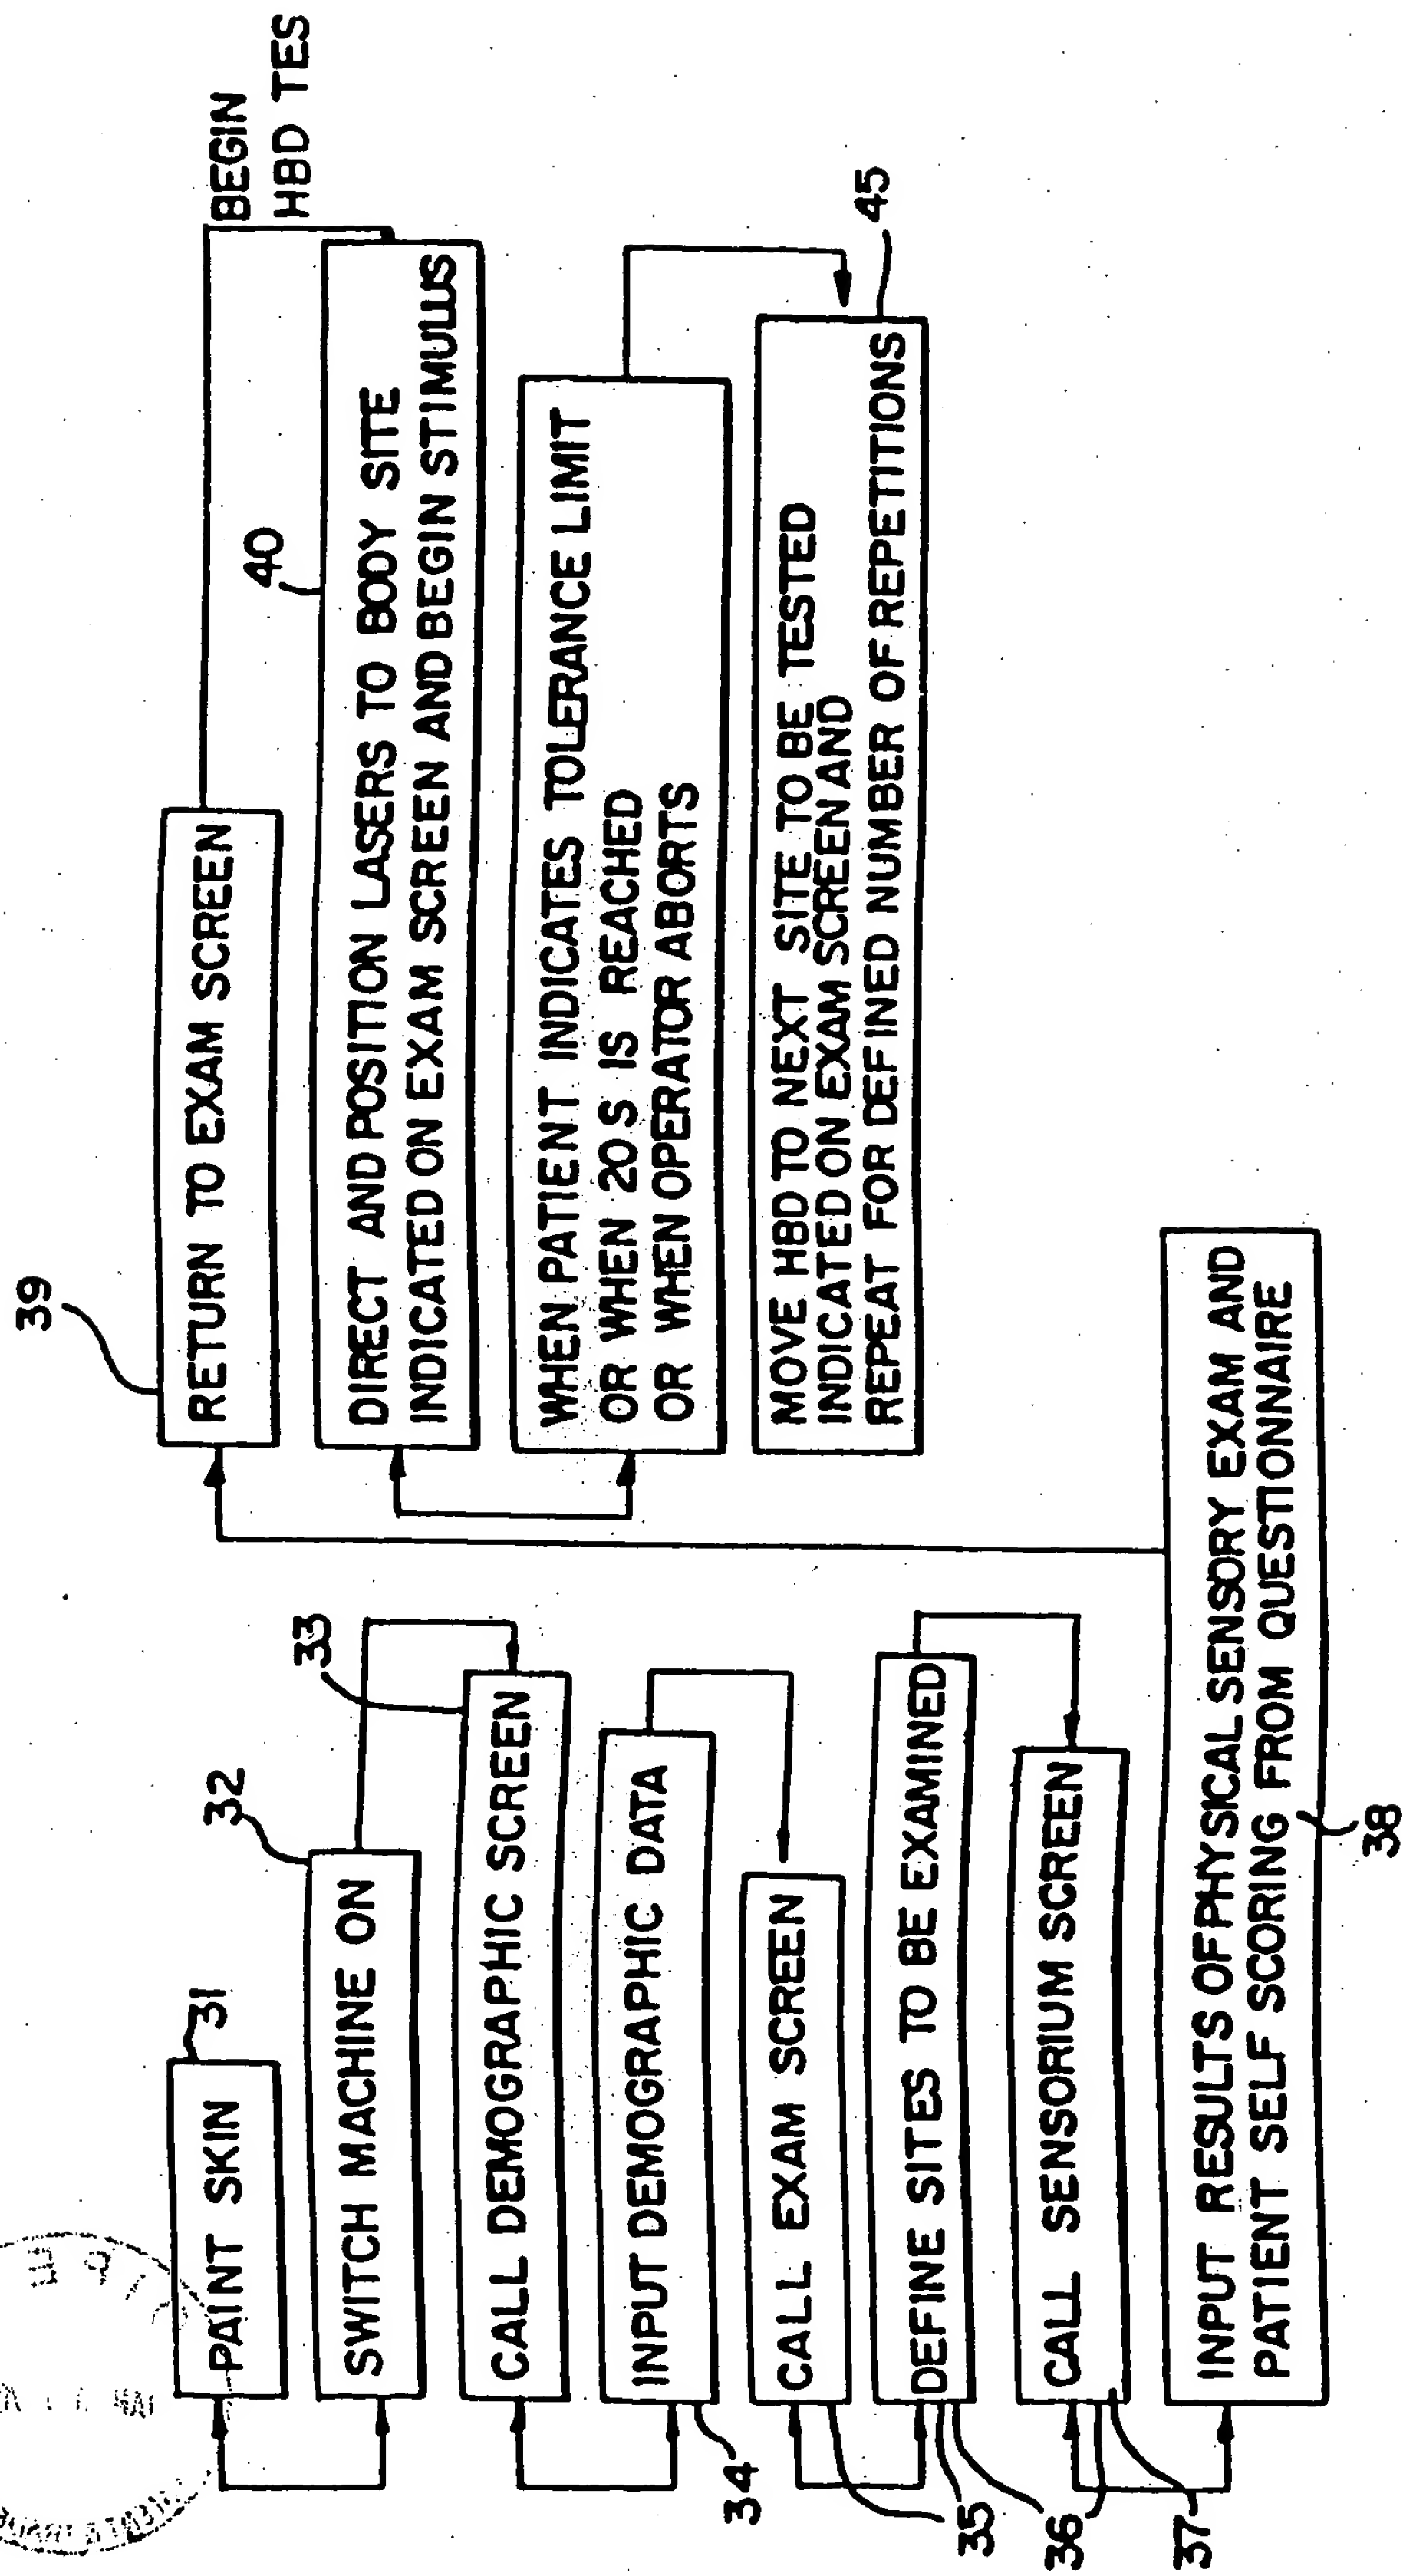 31
PAINT SKIN
32
SWITCH MACHINE ON
33
CALL DEMOGRAPHIC SCREEN
INPUT DEMOGRAPHIC DATA
34
CALL EXAM SCREEN
35
DEFINE SITES TO BE EXAMINED
36
CALL SENSORIUM SCREEN
37
INPUT RESULTS OF PHYSICAL SENSORY EXAM AND
PATIENT SELF SCORING FROM QUESTIONNAIRE
38
39
RETURN TO EXAM SCREEN
BEGIN
HBD TES
40
DIRECT AND POSITION LASERS TO BODY SITE
INDICATED ON EXAM SCREEN AND BEGIN STIMULUS
WHEN PATIENT INDICATES TOLERANCE LIMIT
OR WHEN 20S IS REACHED
OR WHEN OPERATOR ABORTS
MOVE HBD TO NEXT SITE TO BE TESTED
INDICATED ON EXAM SCREEN AND
REPEAT FOR DEFINED NUMBER OF REPETITIONS
45